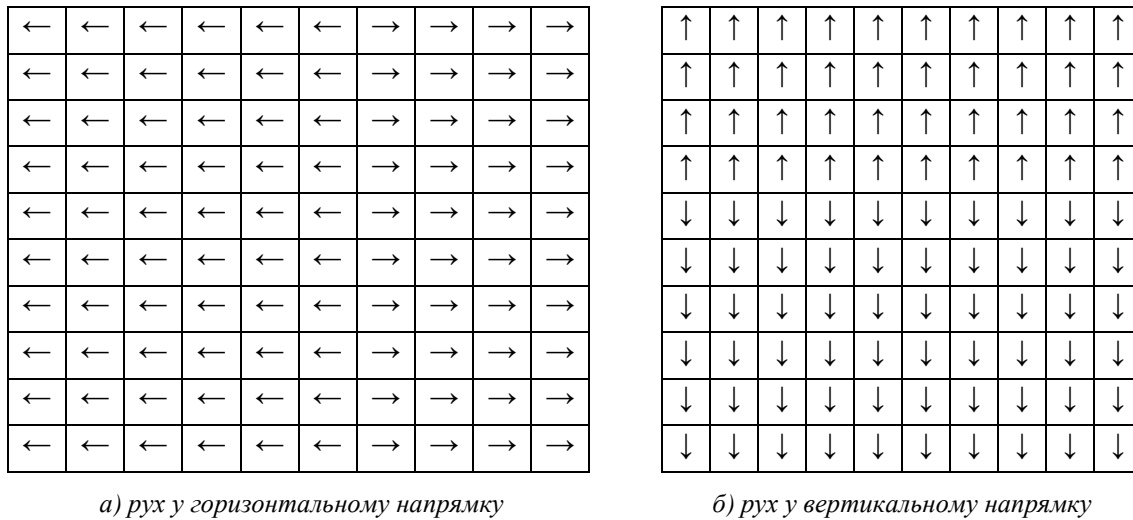 ← ← ← ← ← ← → → → →
← ← ← ← ← ← → → → →
← ← ← ← ← ← → → → →
← ← ← ← ← ← → → → →
← ← ← ← ← ← → → → →
← ← ← ← ← ← → → → →
← ← ← ← ← ← → → → →
← ← ← ← ← ← → → → →
← ← ← ← ← ← → → → →
← ← ← ← ← ← → → → →
а) рух у горизонтальному напрямку
↑ ↑ ↑ ↑ ↑ ↑ ↑ ↑ ↑ ↑
↑ ↑ ↑ ↑ ↑ ↑ ↑ ↑ ↑ ↑
↑ ↑ ↑ ↑ ↑ ↑ ↑ ↑ ↑ ↑
↑ ↑ ↑ ↑ ↑ ↑ ↑ ↑ ↑ ↑
↓ ↓ ↓ ↓ ↓ ↓ ↓ ↓ ↓ ↓
↓ ↓ ↓ ↓ ↓ ↓ ↓ ↓ ↓ ↓
↓ ↓ ↓ ↓ ↓ ↓ ↓ ↓ ↓ ↓
↓ ↓ ↓ ↓ ↓ ↓ ↓ ↓ ↓ ↓
↓ ↓ ↓ ↓ ↓ ↓ ↓ ↓ ↓ ↓
↓ ↓ ↓ ↓ ↓ ↓ ↓ ↓ ↓ ↓
б) рух у вертикальному напрямку